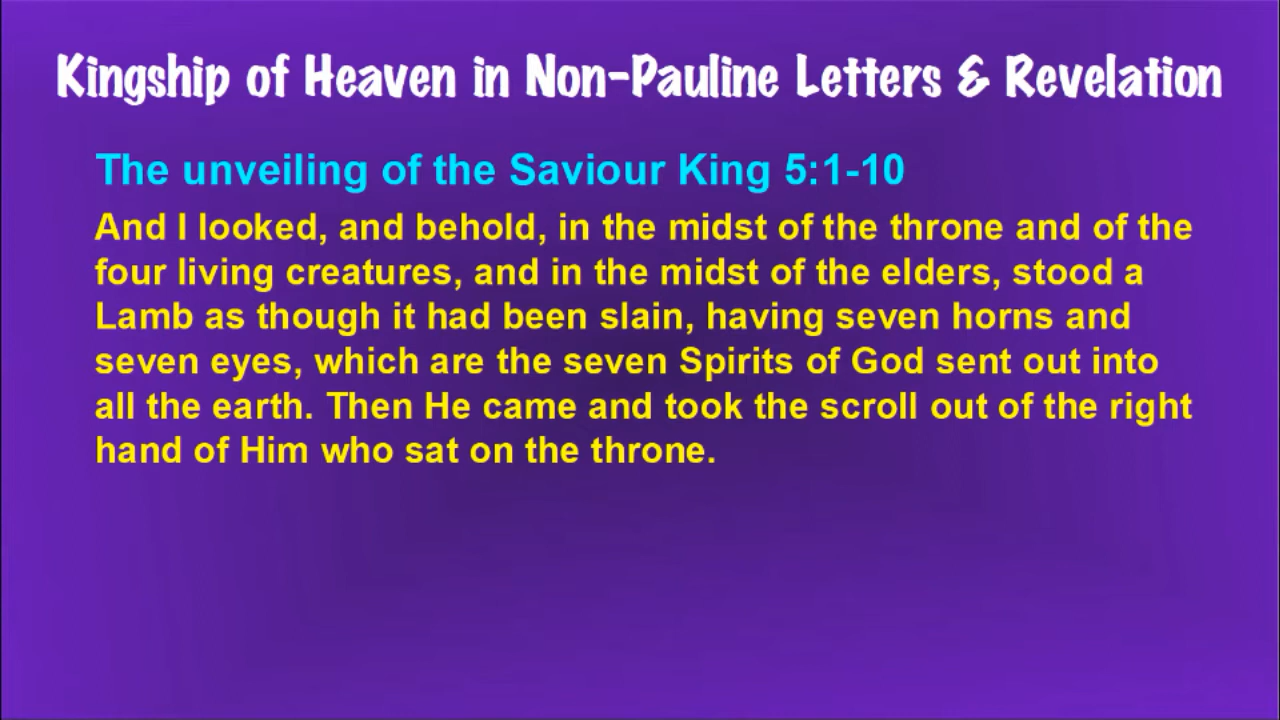 Kingship of Heaven in Non-Pauline Letters & Revelation
The unveiling of the Saviour King 5:1-10
And I looked, and behold, in the midst of the throne and of the
four living creatures, and in the midst of the elders, stood a
Lamb as though it had been slain, having seven horns and
seven eyes, which are the seven Spirits of God sent out into
all the earth. Then He came and took the scroll out of the right
hand of Him who sat on the throne.